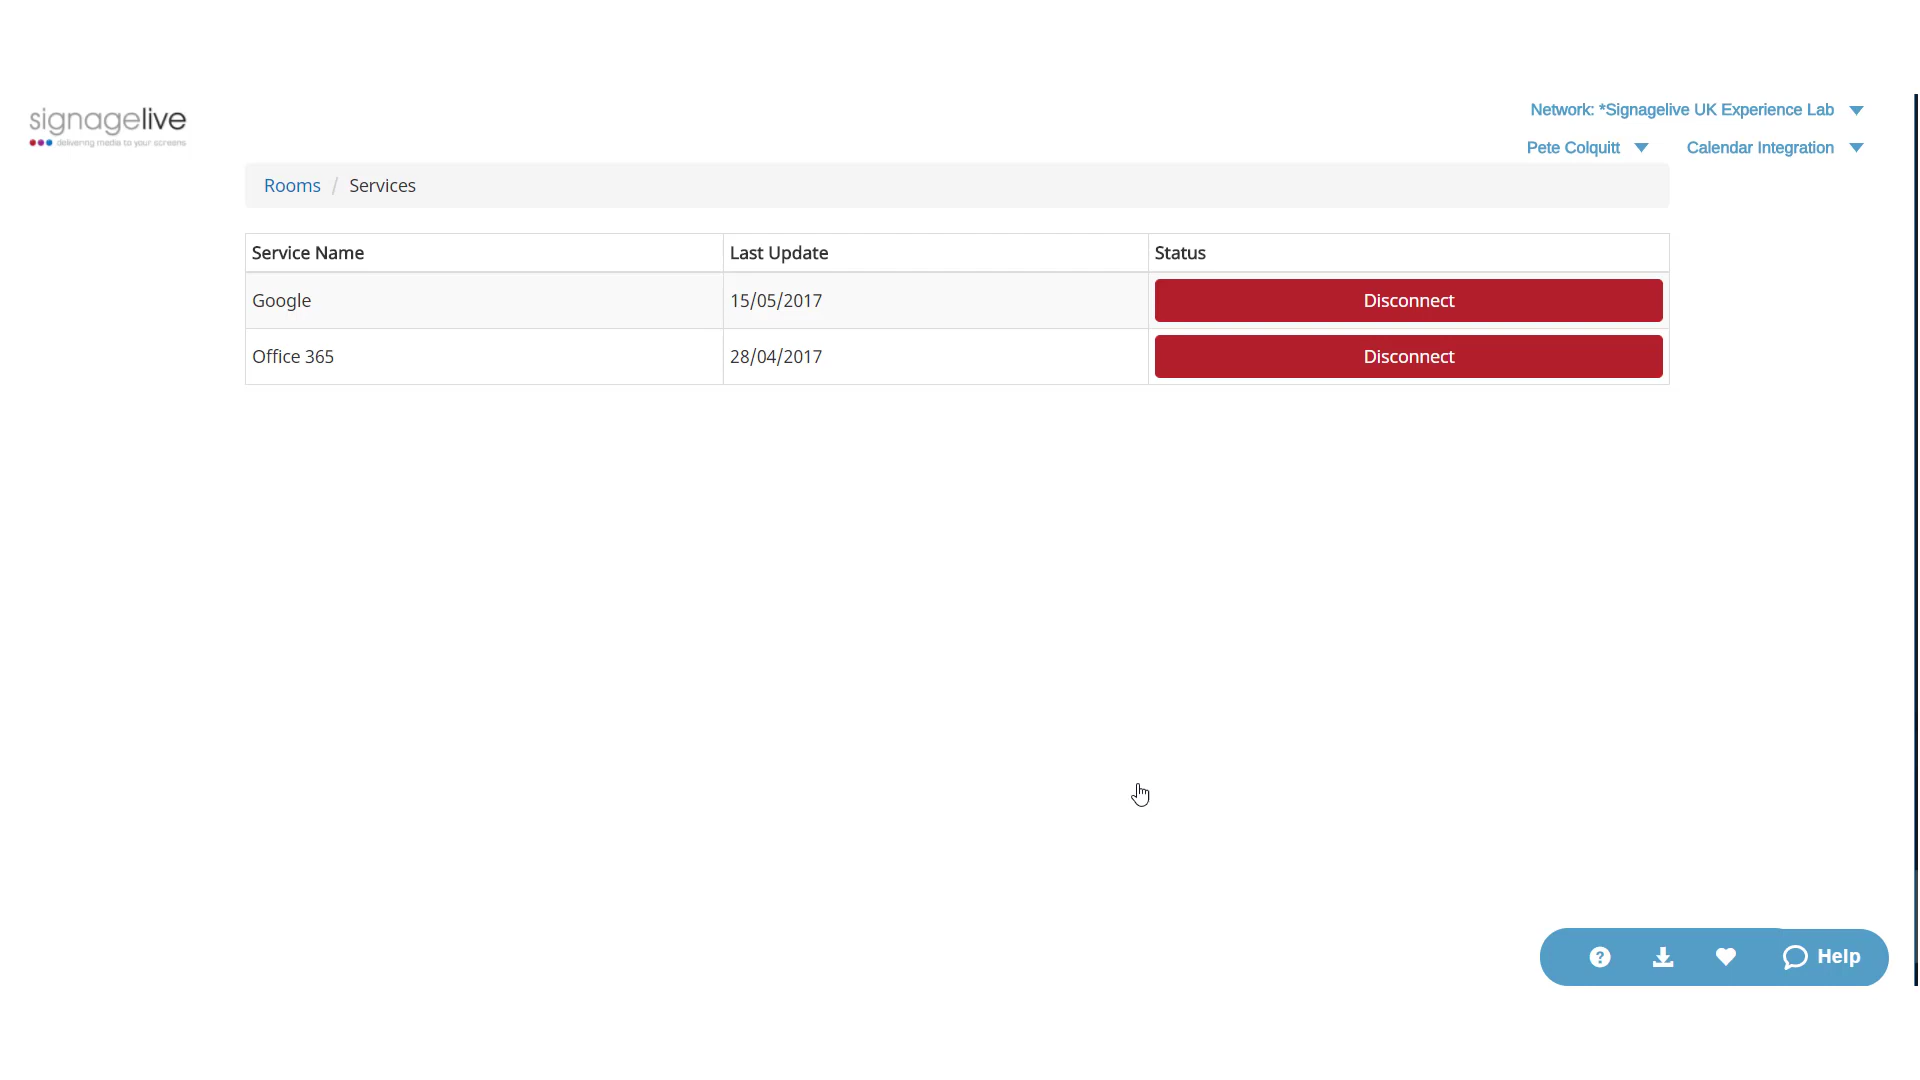 signagelive
delivering media to your screens
Network: *Signagelive UK Experience Lab
Pete Colquitt Calendar Integration
Rooms / Services
Service Name Last Update Status
Google 15/05/2017 Disconnect
Office 365 28/04/2017 Disconnect
? Help